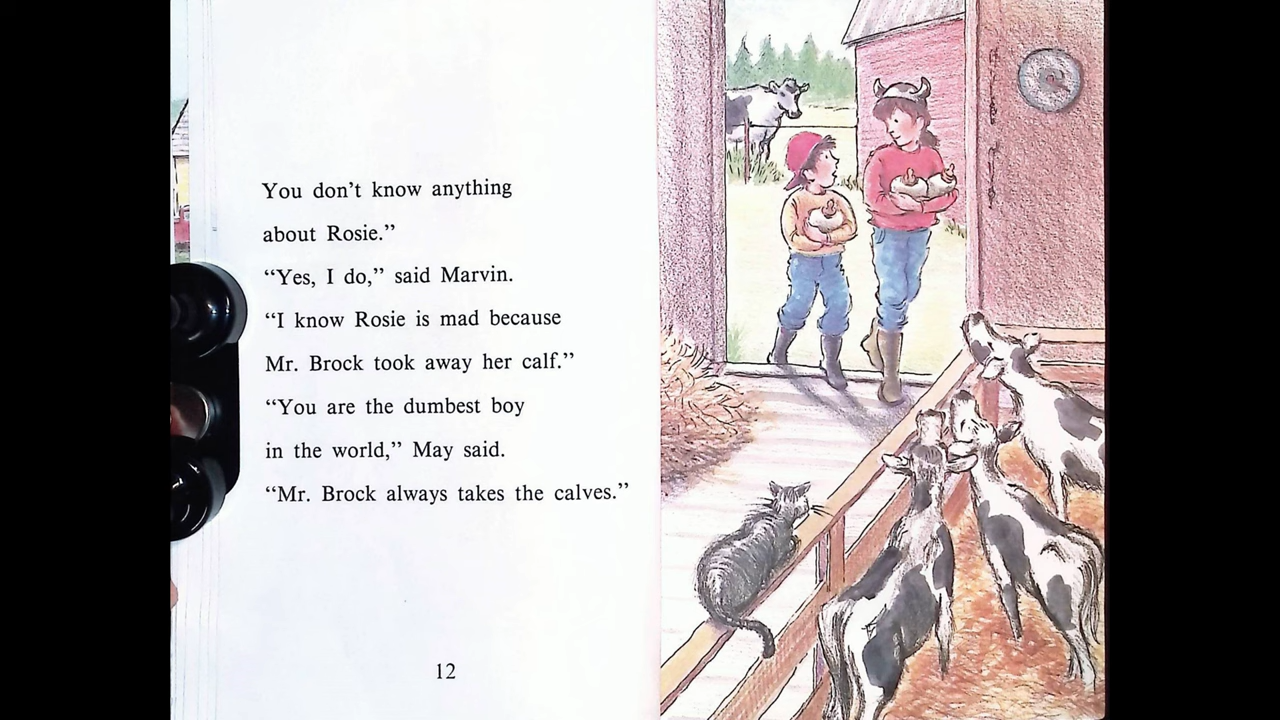 You don’t know anything
about Rosie.”
“Yes, I do,” said Marvin.
“I know Rosie is mad because
Mr. Brock took away her calf.”
“You are the dumbest boy
in the world,” May said.
“Mr. Brock always takes the calves.”
12